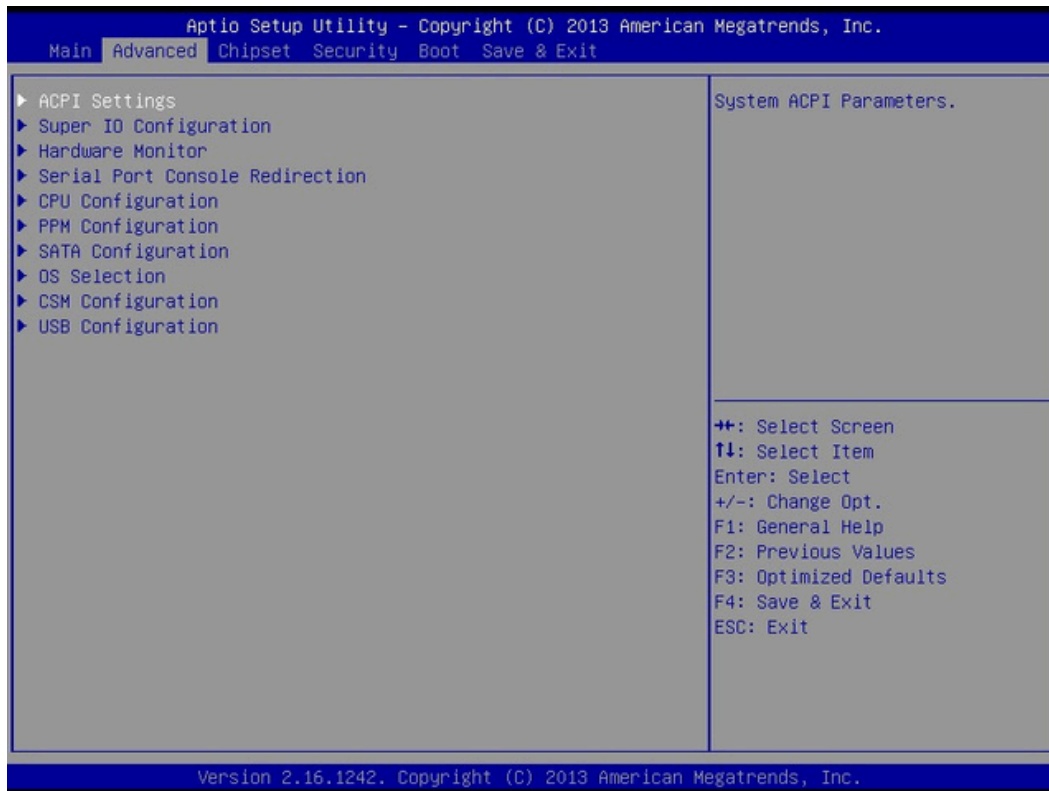 Aptio Setup Utility – Copyright (C) 2013 American Megatrends, Inc.
Main Advanced Chipset Security Boot Save & Exit
▶ ACPI Settings
▶ Super IO Configuration
▶ Hardware Monitor
▶ Serial Port Console Redirection
▶ CPU Configuration
▶ PPM Configuration
▶ SATA Configuration
▶ OS Selection
▶ CSM Configuration
▶ USB Configuration
System ACPI Parameters.
→←: Select Screen
↑↓: Select Item
Enter: Select
+/-: Change Opt.
F1: General Help
F2: Previous Values
F3: Optimized Defaults
F4: Save & Exit
ESC: Exit
Version 2.16.1242. Copyright (C) 2013 American Megatrends, Inc.